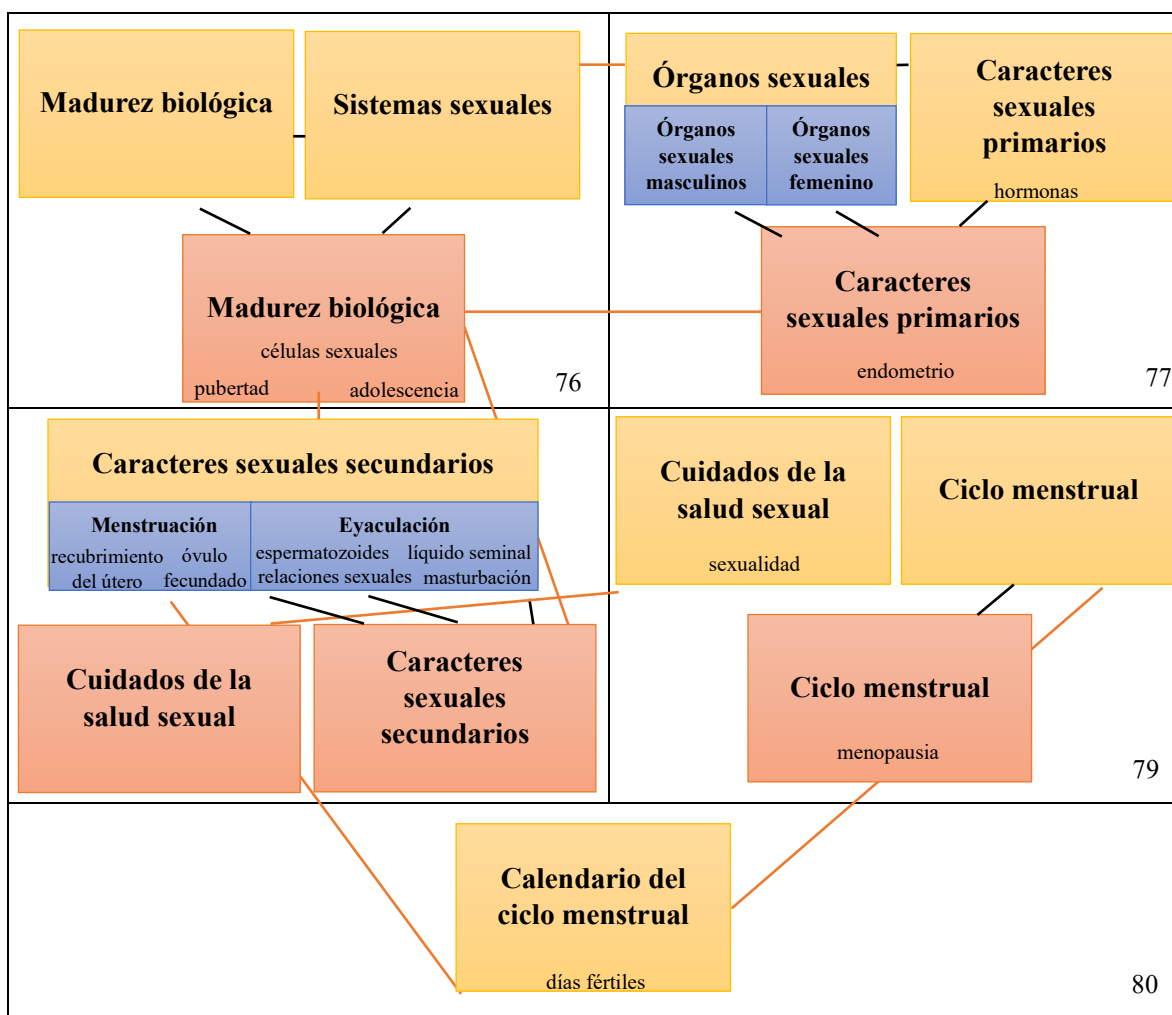 Madurez biológica
Sistemas sexuales
Madurez biológica
células sexuales
pubertad
adolescencia
76
Órganos sexuales
Órganos
sexuales
masculinos
Órganos
sexuales
femenino
Caracteres
sexuales
primarios
hormonas
Caracteres
sexuales primarios
endometrio
77
Caracteres sexuales secundarios
Menstruación
recubrimiento
del útero
óvulo
fecundado
Eyaculación
espermatozoides
líquido seminal
relaciones sexuales
masturbación
Cuidados de la
salud sexual
Caracteres
sexuales
secundarios
Cuidados de la
salud sexual
sexualidad
Ciclo menstrual
Ciclo menstrual
menopausia
79
Calendario del
ciclo menstrual
días fértiles
80